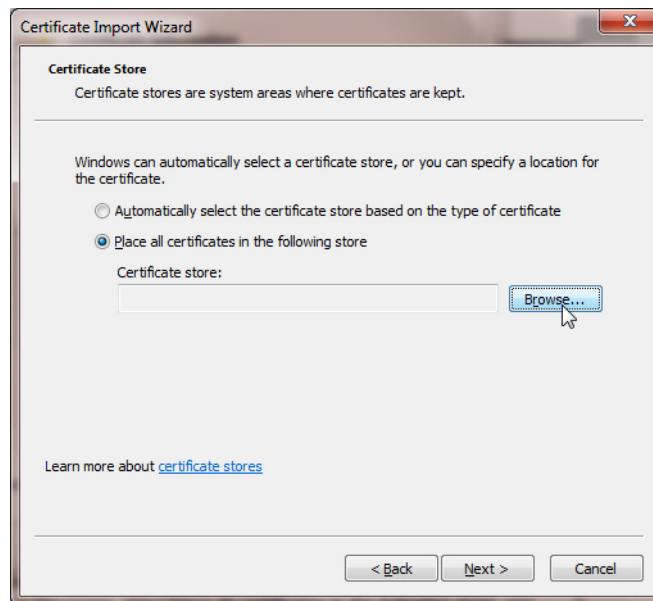 Certificate Import Wizard
Certificate Store
Certificate stores are system areas where certificates are kept.
Windows can automatically select a certificate store, or you can specify a location for
the certificate.
Automatically select the certificate store based on the type of certificate
Place all certificates in the following store
Certificate store:
Browse...
Learn more about certificate stores
< Back Next > Cancel